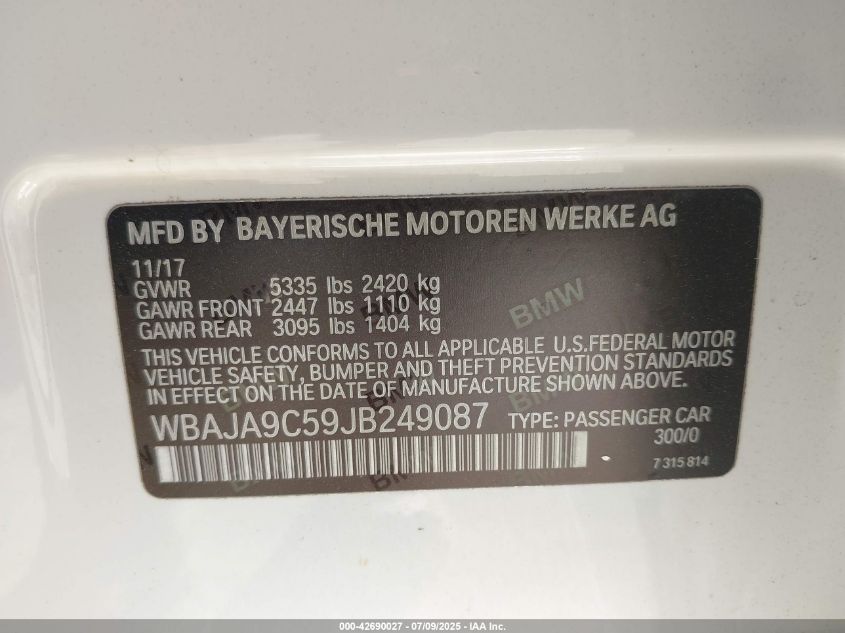 MFD BY BAYERISCHE MOTOREN WERKE AG
11/17
GVWR 5335 lbs 2420 kg
GAWR FRONT 2447 lbs 1110 kg
GAWR REAR 3095 lbs 1404 kg
THIS VEHICLE CONFORMS TO ALL APPLICABLE U.S.FEDERAL MOTOR
VEHICLE SAFETY, BUMPER AND THEFT PREVENTION STANDARDS
IN EFFECT ON THE DATE OF MANUFACTURE SHOWN ABOVE.
WBAJA9C59JB249087 TYPE: PASSENGER CAR
300/0
7 315 814
BMW
000-42690027 - 07/09/2025 - IAA Inc.